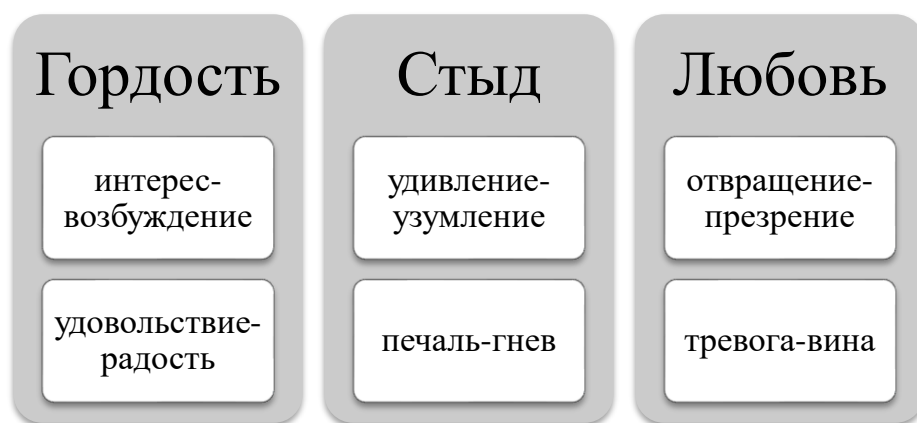 Гордость
интерес-
возбуждение
удовольствие-
радость
Стыд
удивление-
узумление
печаль-гнев
Любовь
отвращение-
презрение
тревога-вина